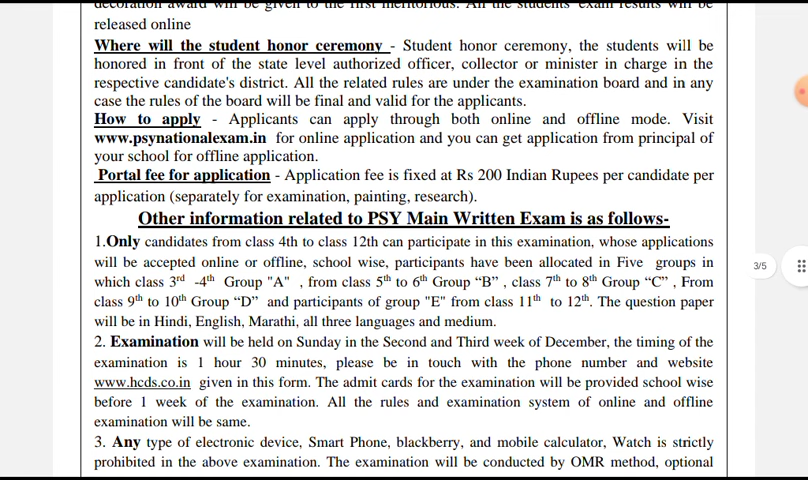 decoration award will be given to the first meritorious. All the students' exam results will be
released online
Where will the student honor ceremony - Student honor ceremony, the students will be
honored in front of the state level authorized officer, collector or minister in charge in the
respective candidate's district. All the related rules are under the examination board and in any
case the rules of the board will be final and valid for the applicants.
How to apply - Applicants can apply through both online and offline mode. Visit
www.psynationalexam.in for online application and you can get application from principal of
your school for offline application.
Portal fee for application - Application fee is fixed at Rs 200 Indian Rupees per candidate per
application (separately for examination, painting, research).
Other information related to PSY Main Written Exam is as follows-
1.Only candidates from class 4th to class 12th can participate in this examination, whose applications
will be accepted online or offline, school wise, participants have been allocated in Five groups in
which class 3rd -4th Group "A" , from class 5th to 6th Group “B” , class 7th to 8th Group “C” , From
class 9th to 10th Group “D” and participants of group "E" from class 11th to 12th. The question paper
will be in Hindi, English, Marathi, all three languages and medium.
2. Examination will be held on Sunday in the Second and Third week of December, the timing of the
examination is 1 hour 30 minutes, please be in touch with the phone number and website
www.hcds.co.in given in this form. The admit cards for the examination will be provided school wise
before 1 week of the examination. All the rules and examination system of online and offline
examination will be same.
3. Any type of electronic device, Smart Phone, blackberry, and mobile calculator, Watch is strictly
prohibited in the above examination. The examination will be conducted by OMR method, optional
3/5